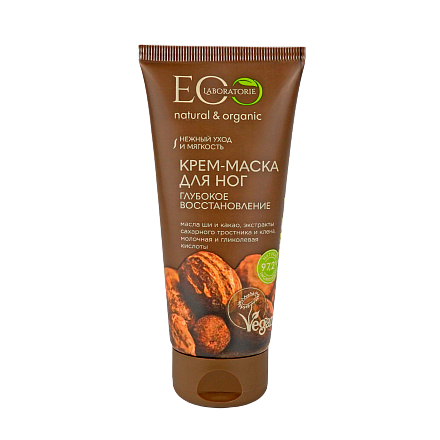 ECO
LABORATORIE
natural & organic
НЕЖНЫЙ УХОД
И МЯГКОСТЬ
КРЕМ-МАСКА
ДЛЯ НОГ
ГЛУБОКОЕ
ВОССТАНОВЛЕНИЕ
масла ши и какао, экстракты
сахарного тростника и клена,
молочная и гликолевая
кислоты
Vegan